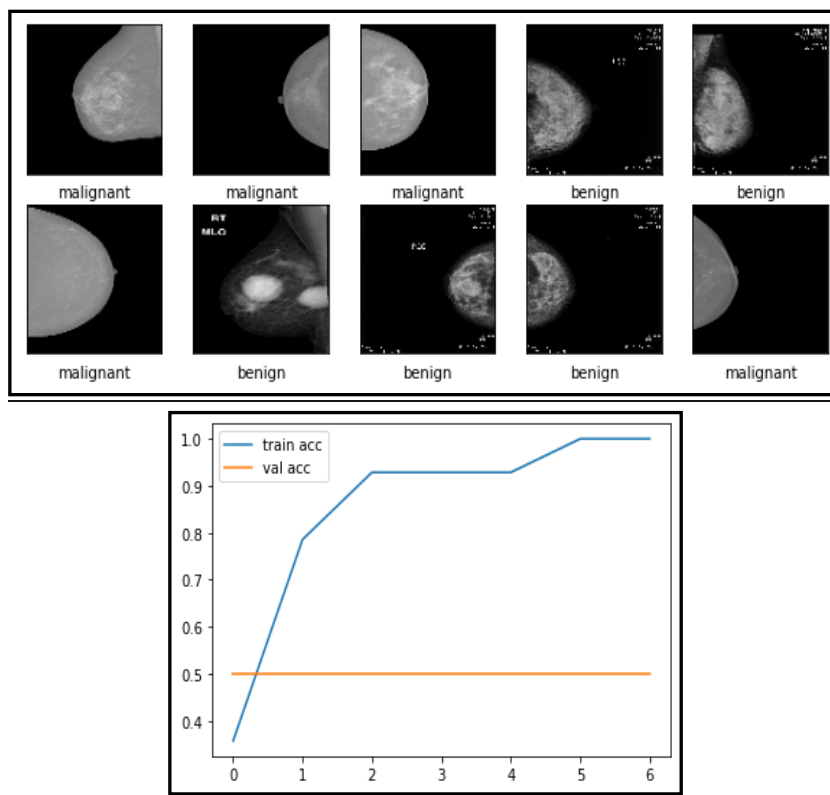 malignant
malignant
malignant
benign
benign
RT
MLO
malignant
benign
benign
benign
malignant
train acc
val acc
1.0
0.9
0.8
0.7
0.6
0.5
0.4
0 1 2 3 4 5 6